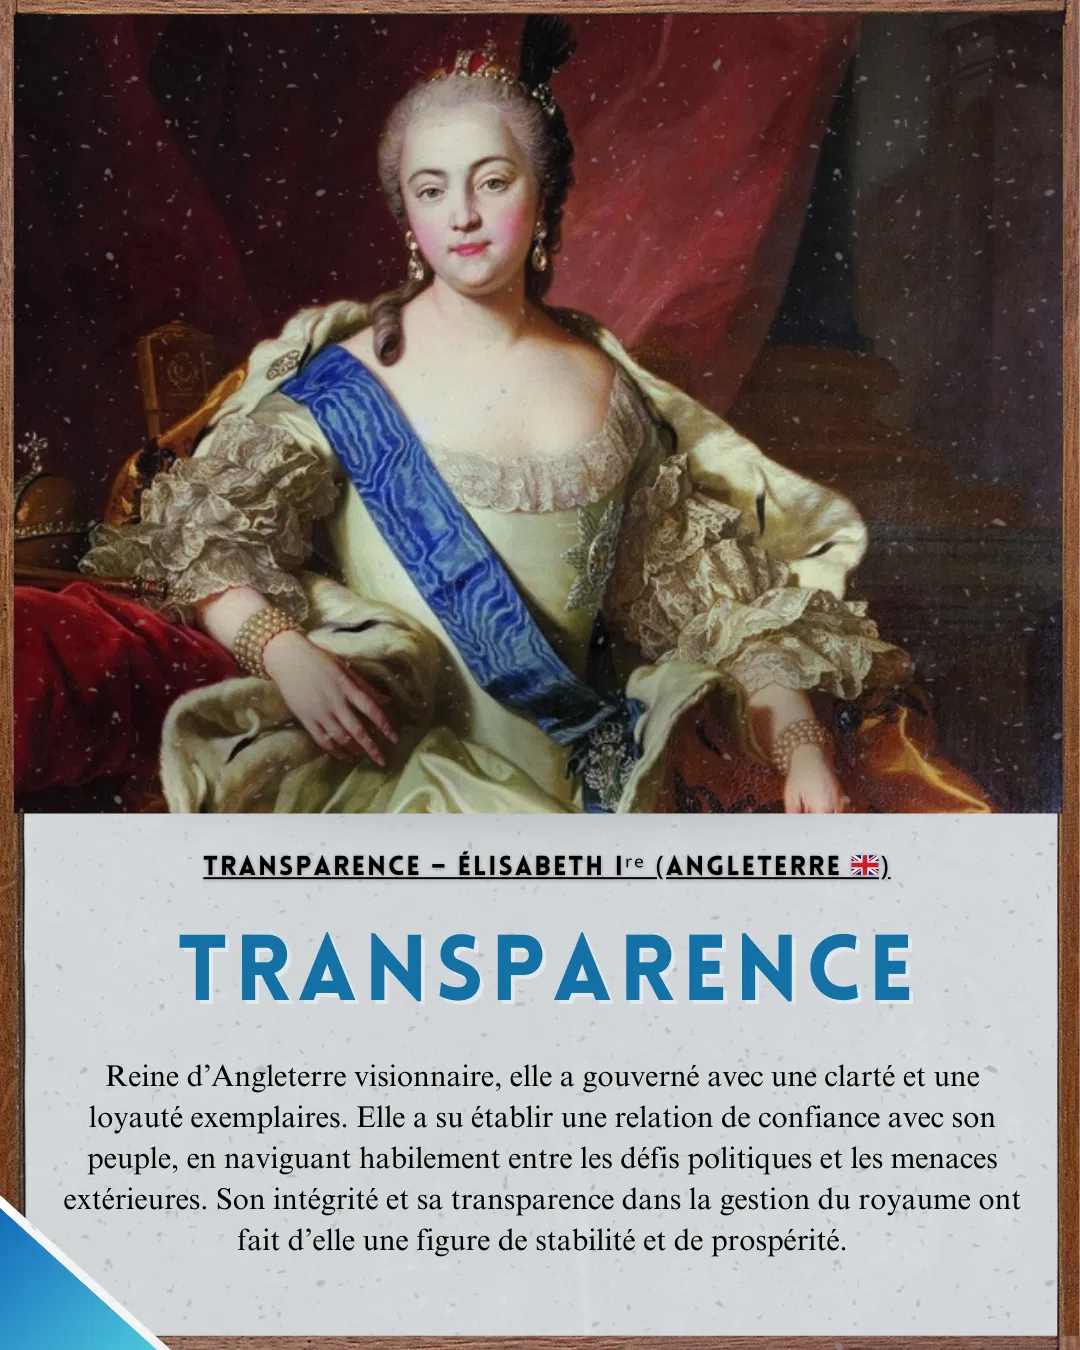 TRANSPARENCE – ÉLISABETH Iʳᵉ (ANGLETERRE 🇬🇧)
TRANSPARENCE
Reine d’Angleterre visionnaire, elle a gouverné avec une clarté et une
loyauté exemplaires. Elle a su établir une relation de confiance avec son
peuple, en naviguant habilement entre les défis politiques et les menaces
extérieures. Son intégrité et sa transparence dans la gestion du royaume ont
fait d’elle une figure de stabilité et de prospérité.